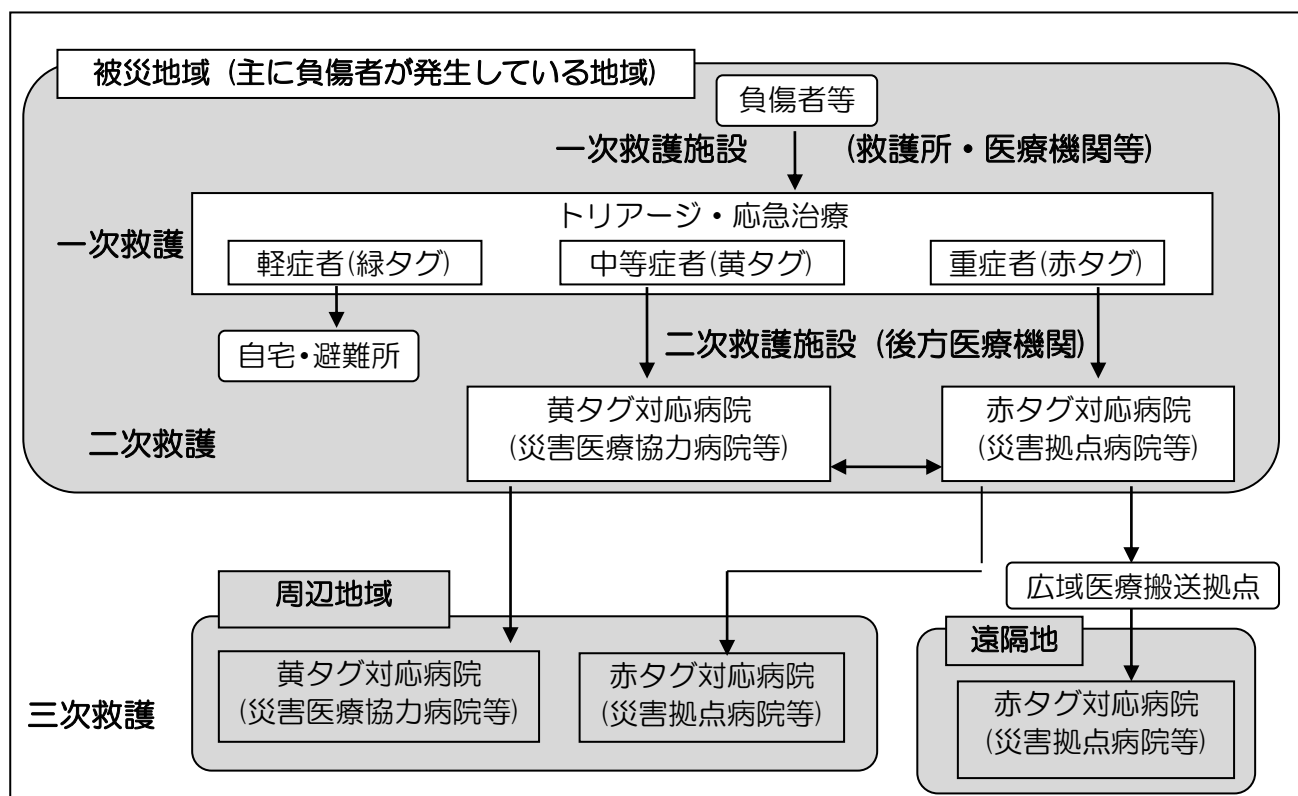 被災地域 (主に負傷者が発生している地域)
負傷者等
一次救護施設 (救護所・医療機関等)
トリアージ・応急治療
一次救護
軽症者(緑タグ) 中等症者(黄タグ) 重症者(赤タグ)
自宅・避難所
二次救護施設 (後方医療機関)
黄タグ対応病院
(災害医療協力病院等)
赤タグ対応病院
(災害拠点病院等)
二次救護
広域医療搬送拠点
周辺地域
遠隔地
三次救護
黄タグ対応病院
(災害医療協力病院等)
赤タグ対応病院
(災害拠点病院等)
赤タグ対応病院
(災害拠点病院等)